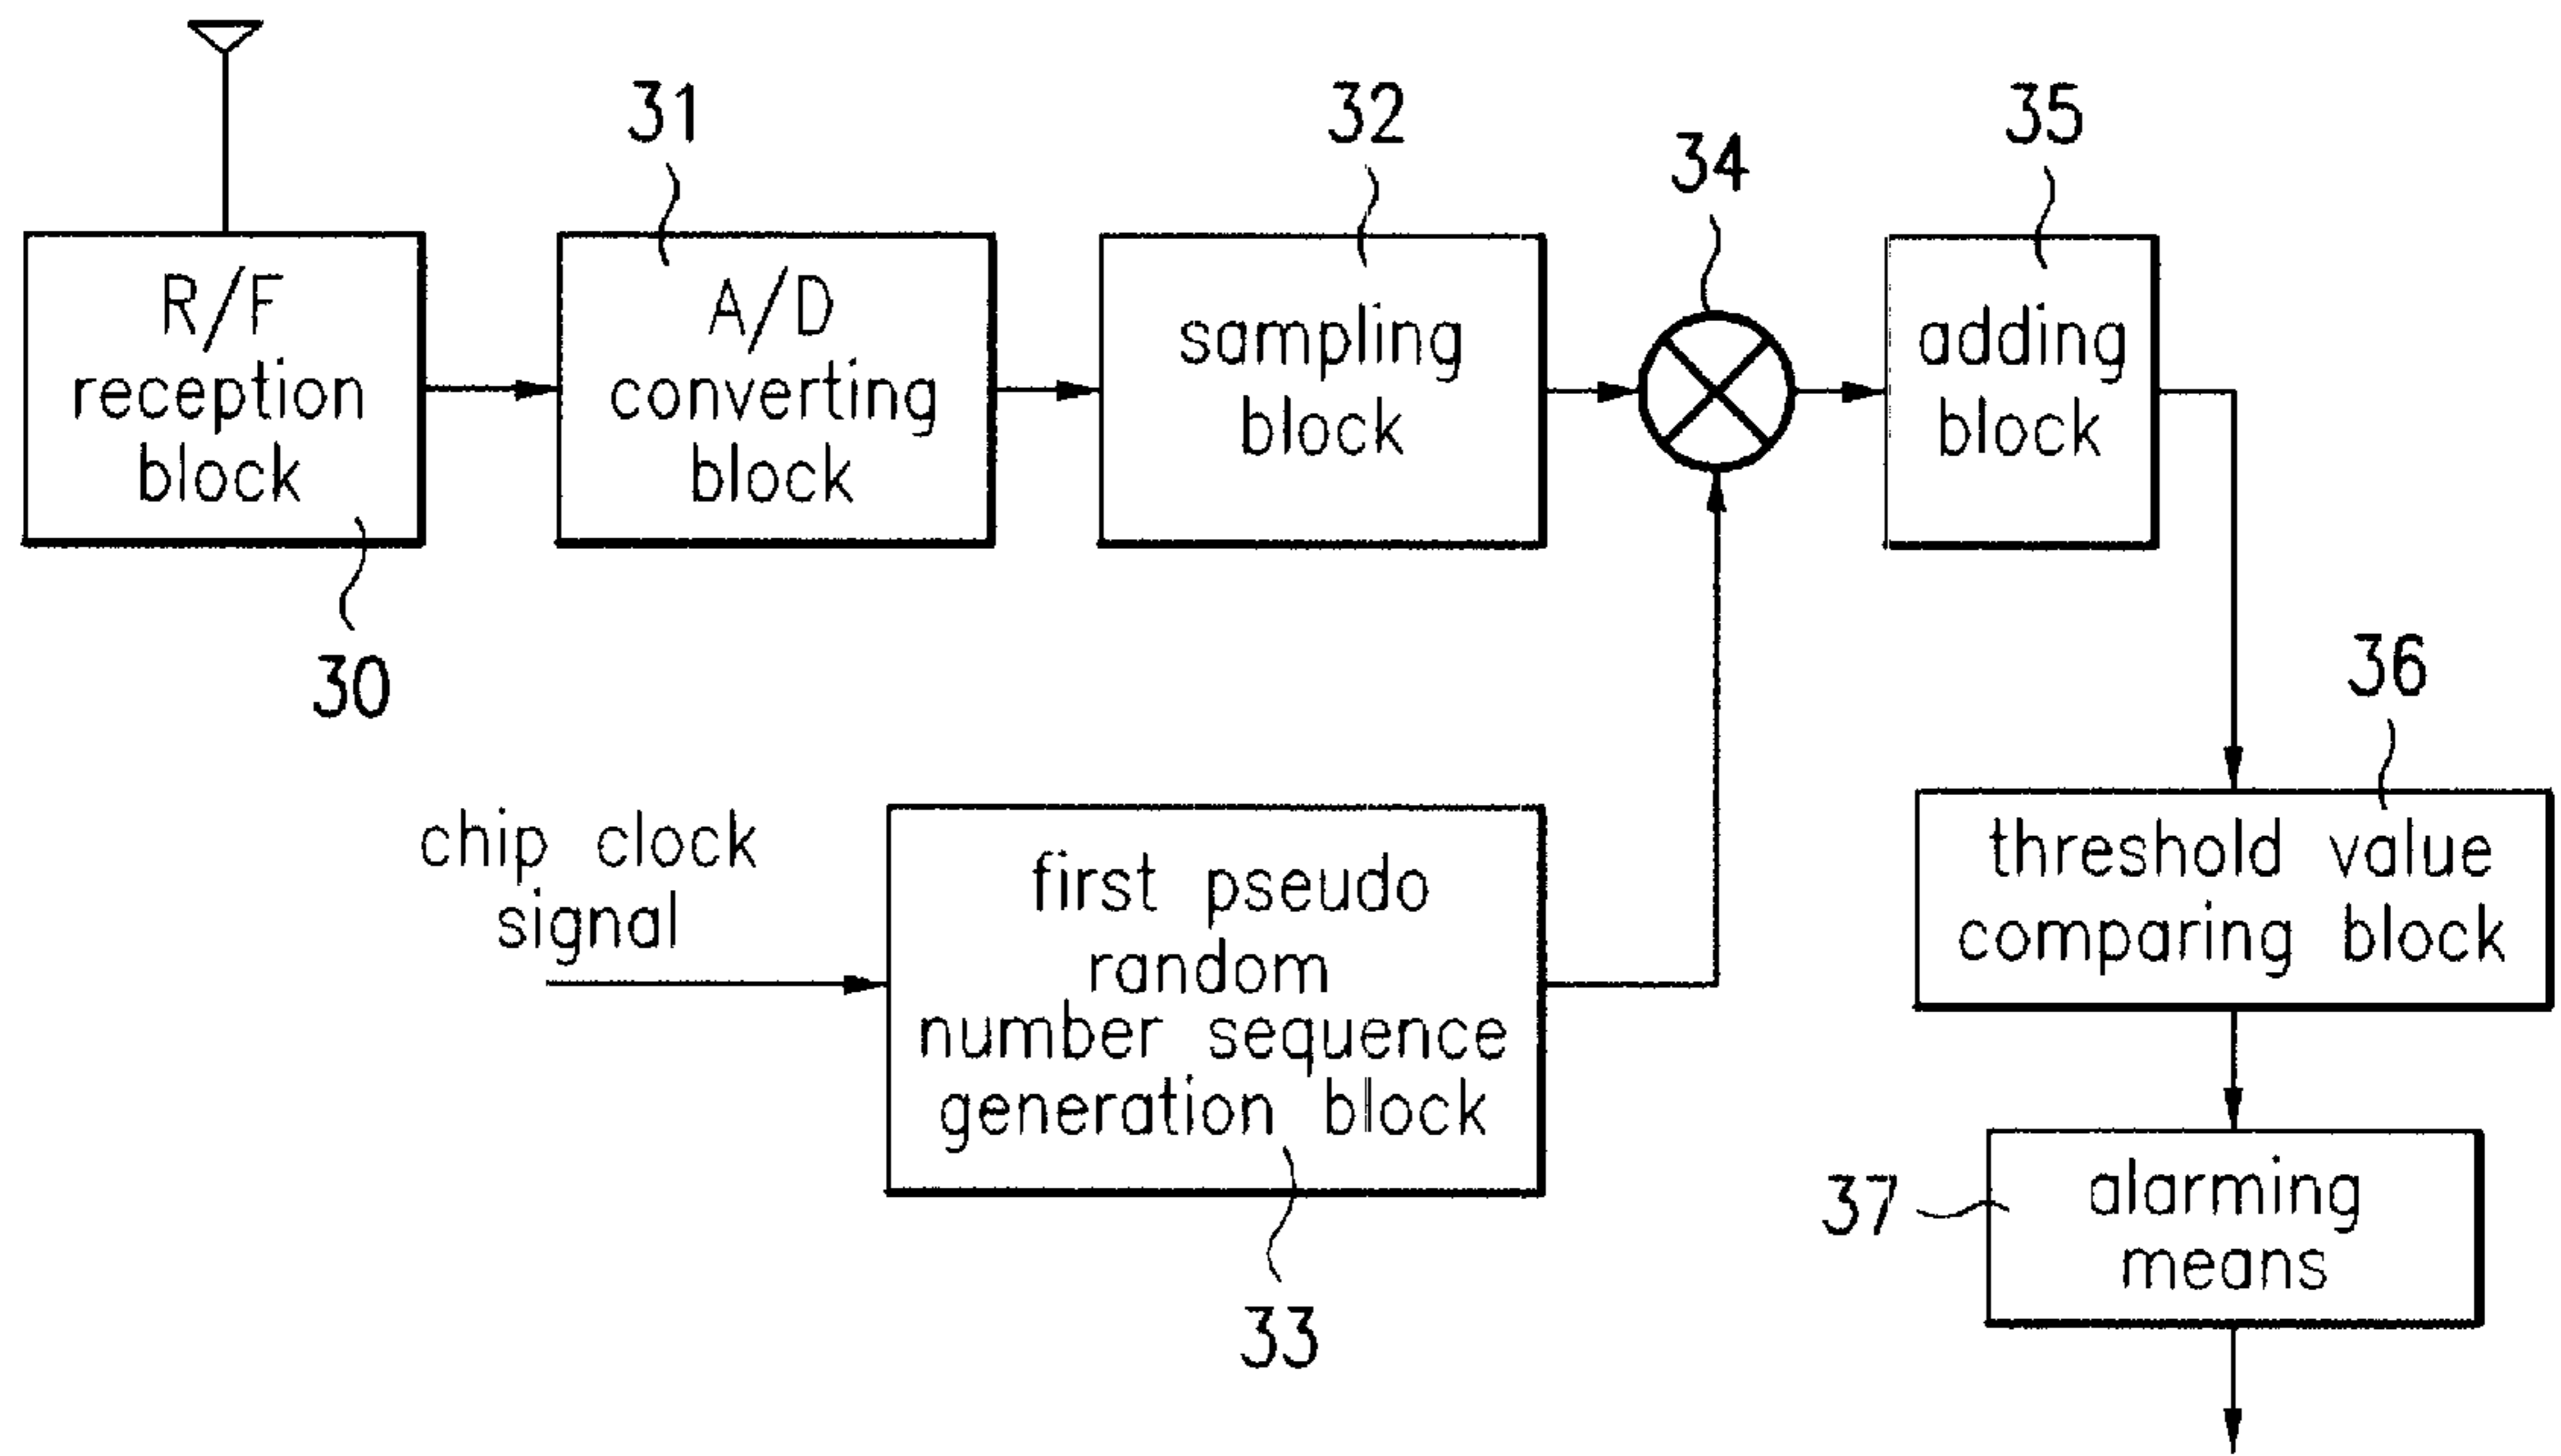 31
32
34
35
R/F
reception
block
A/D
converting
block
sampling
block
adding
block
30
36
chip clock
signal
first pseudo
random
number sequence
generation block
threshold value
comparing block
33
37
alarming
means